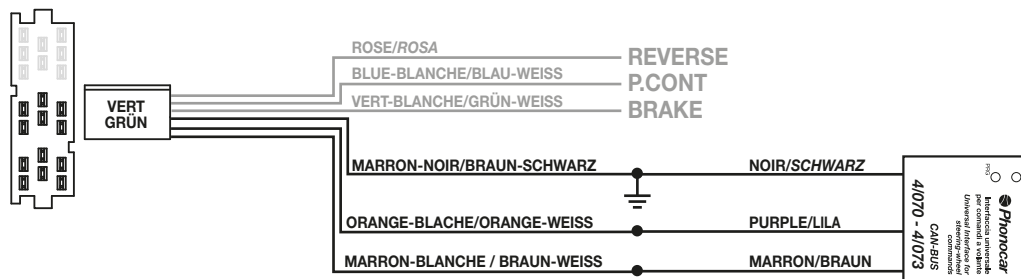 ROSE/ROSA
REVERSE
BLUE-BLANCHE/BLAU-WEISS
P.CONT
VERT-BLANCHE/GRÜN-WEISS
BRAKE
VERT
GRÜN
MARRON-NOIR/BRAUN-SCHWARZ
NOIR/SCHWARZ
ORANGE-BLACHE/ORANGE-WEISS
PURPLE/LILA
MARRON-BLANCHE / BRAUN-WEISS
MARRON/BRAUN
PRG
Phonocar
Interfaccia universale
per comandi a volante
Universal Interface for
steering-wheel
commands
CAN-BUS
4/070 - 4/073